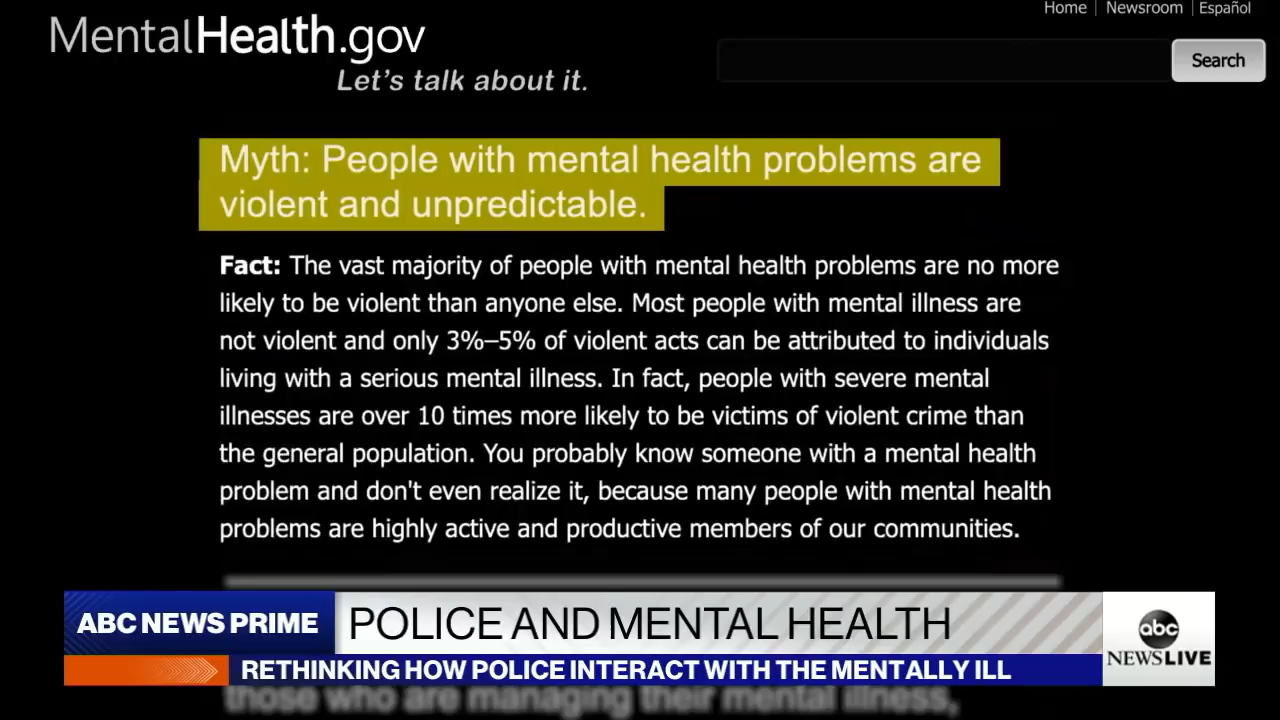 MentalHealth.gov
Home | Newsroom | Español
Let's talk about it.
Search
Myth: People with mental health problems are
violent and unpredictable.
Fact: The vast majority of people with mental health problems are no more
likely to be violent than anyone else. Most people with mental illness are
not violent and only 3%–5% of violent acts can be attributed to individuals
living with a serious mental illness. In fact, people with severe mental
illnesses are over 10 times more likely to be victims of violent crime than
the general population. You probably know someone with a mental health
problem and don't even realize it, because many people with mental health
problems are highly active and productive members of our communities.
ABC NEWS PRIME
POLICE AND MENTAL HEALTH
abc
NEWSLIVE
RETHINKING HOW POLICE INTERACT WITH THE MENTALLY ILL
those who are managing their mental illness,